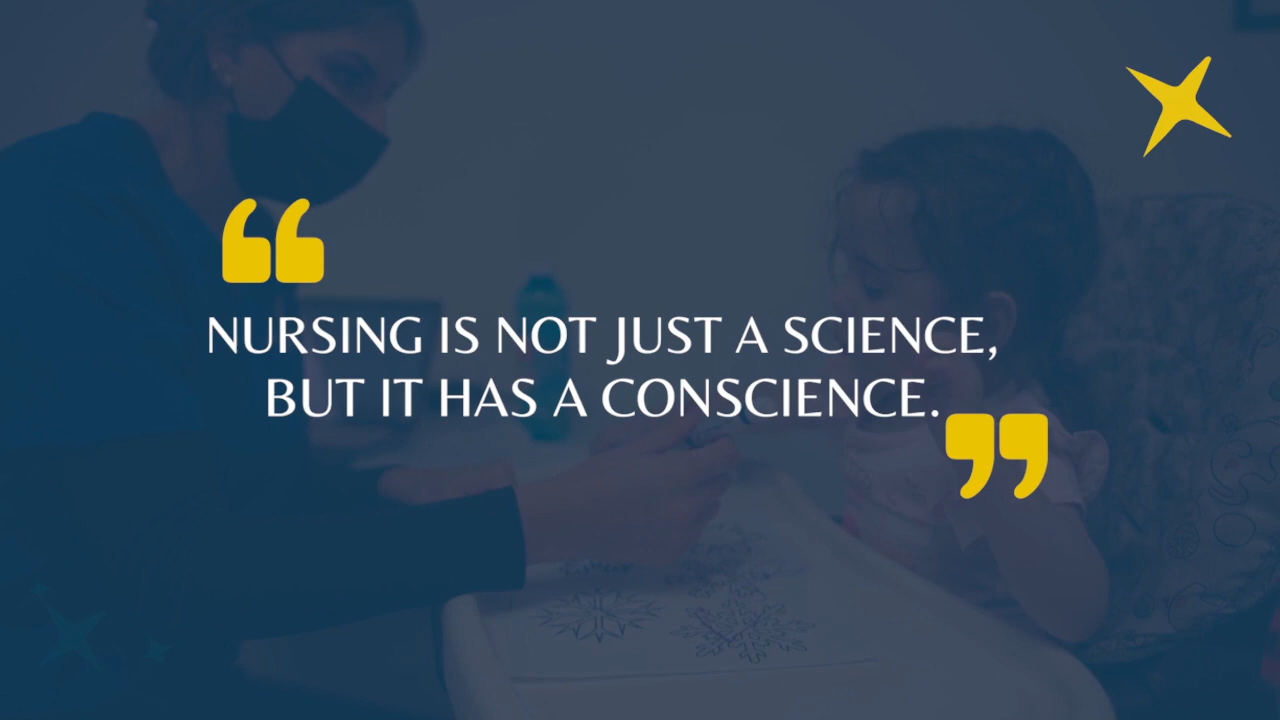 “
NURSING IS NOT JUST A SCIENCE,
BUT IT HAS A CONSCIENCE.
”